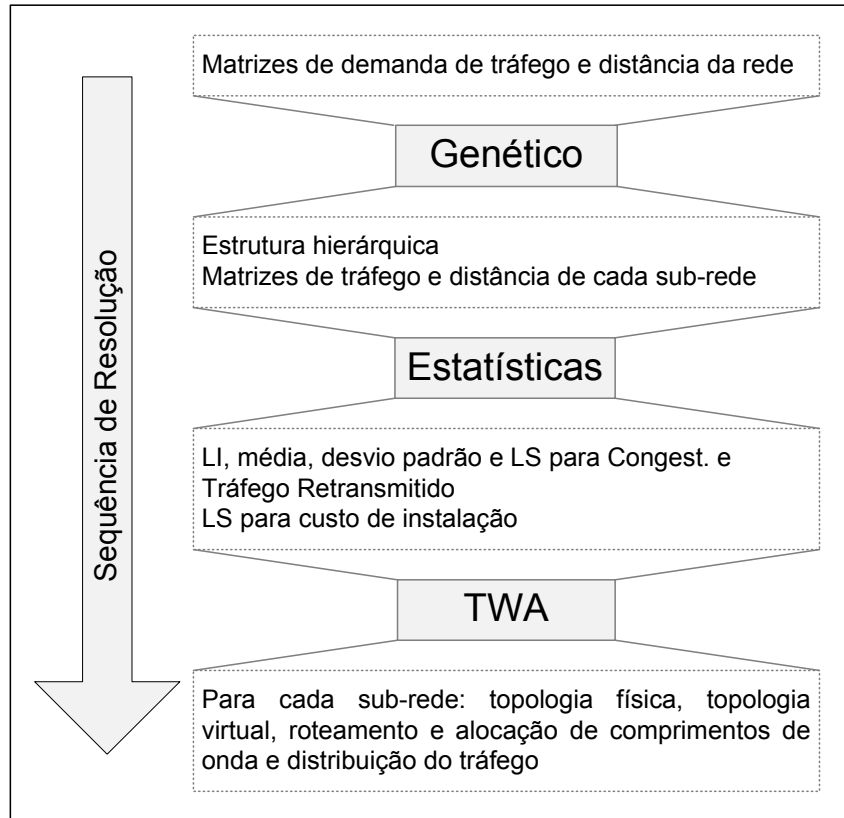 Matrizes de demanda de tráfego e distância da rede
Genético
Estrutura hierárquica
Matrizes de tráfego e distância de cada sub-rede
Estatísticas
LI, média, desvio padrão e LS para Congest. e
Tráfego Retransmitido
LS para custo de instalação
TWA
Para cada sub-rede: topologia física, topologia
virtual, roteamento e alocação de comprimentos de
onda e distribuição do tráfego
Sequência de Resolução